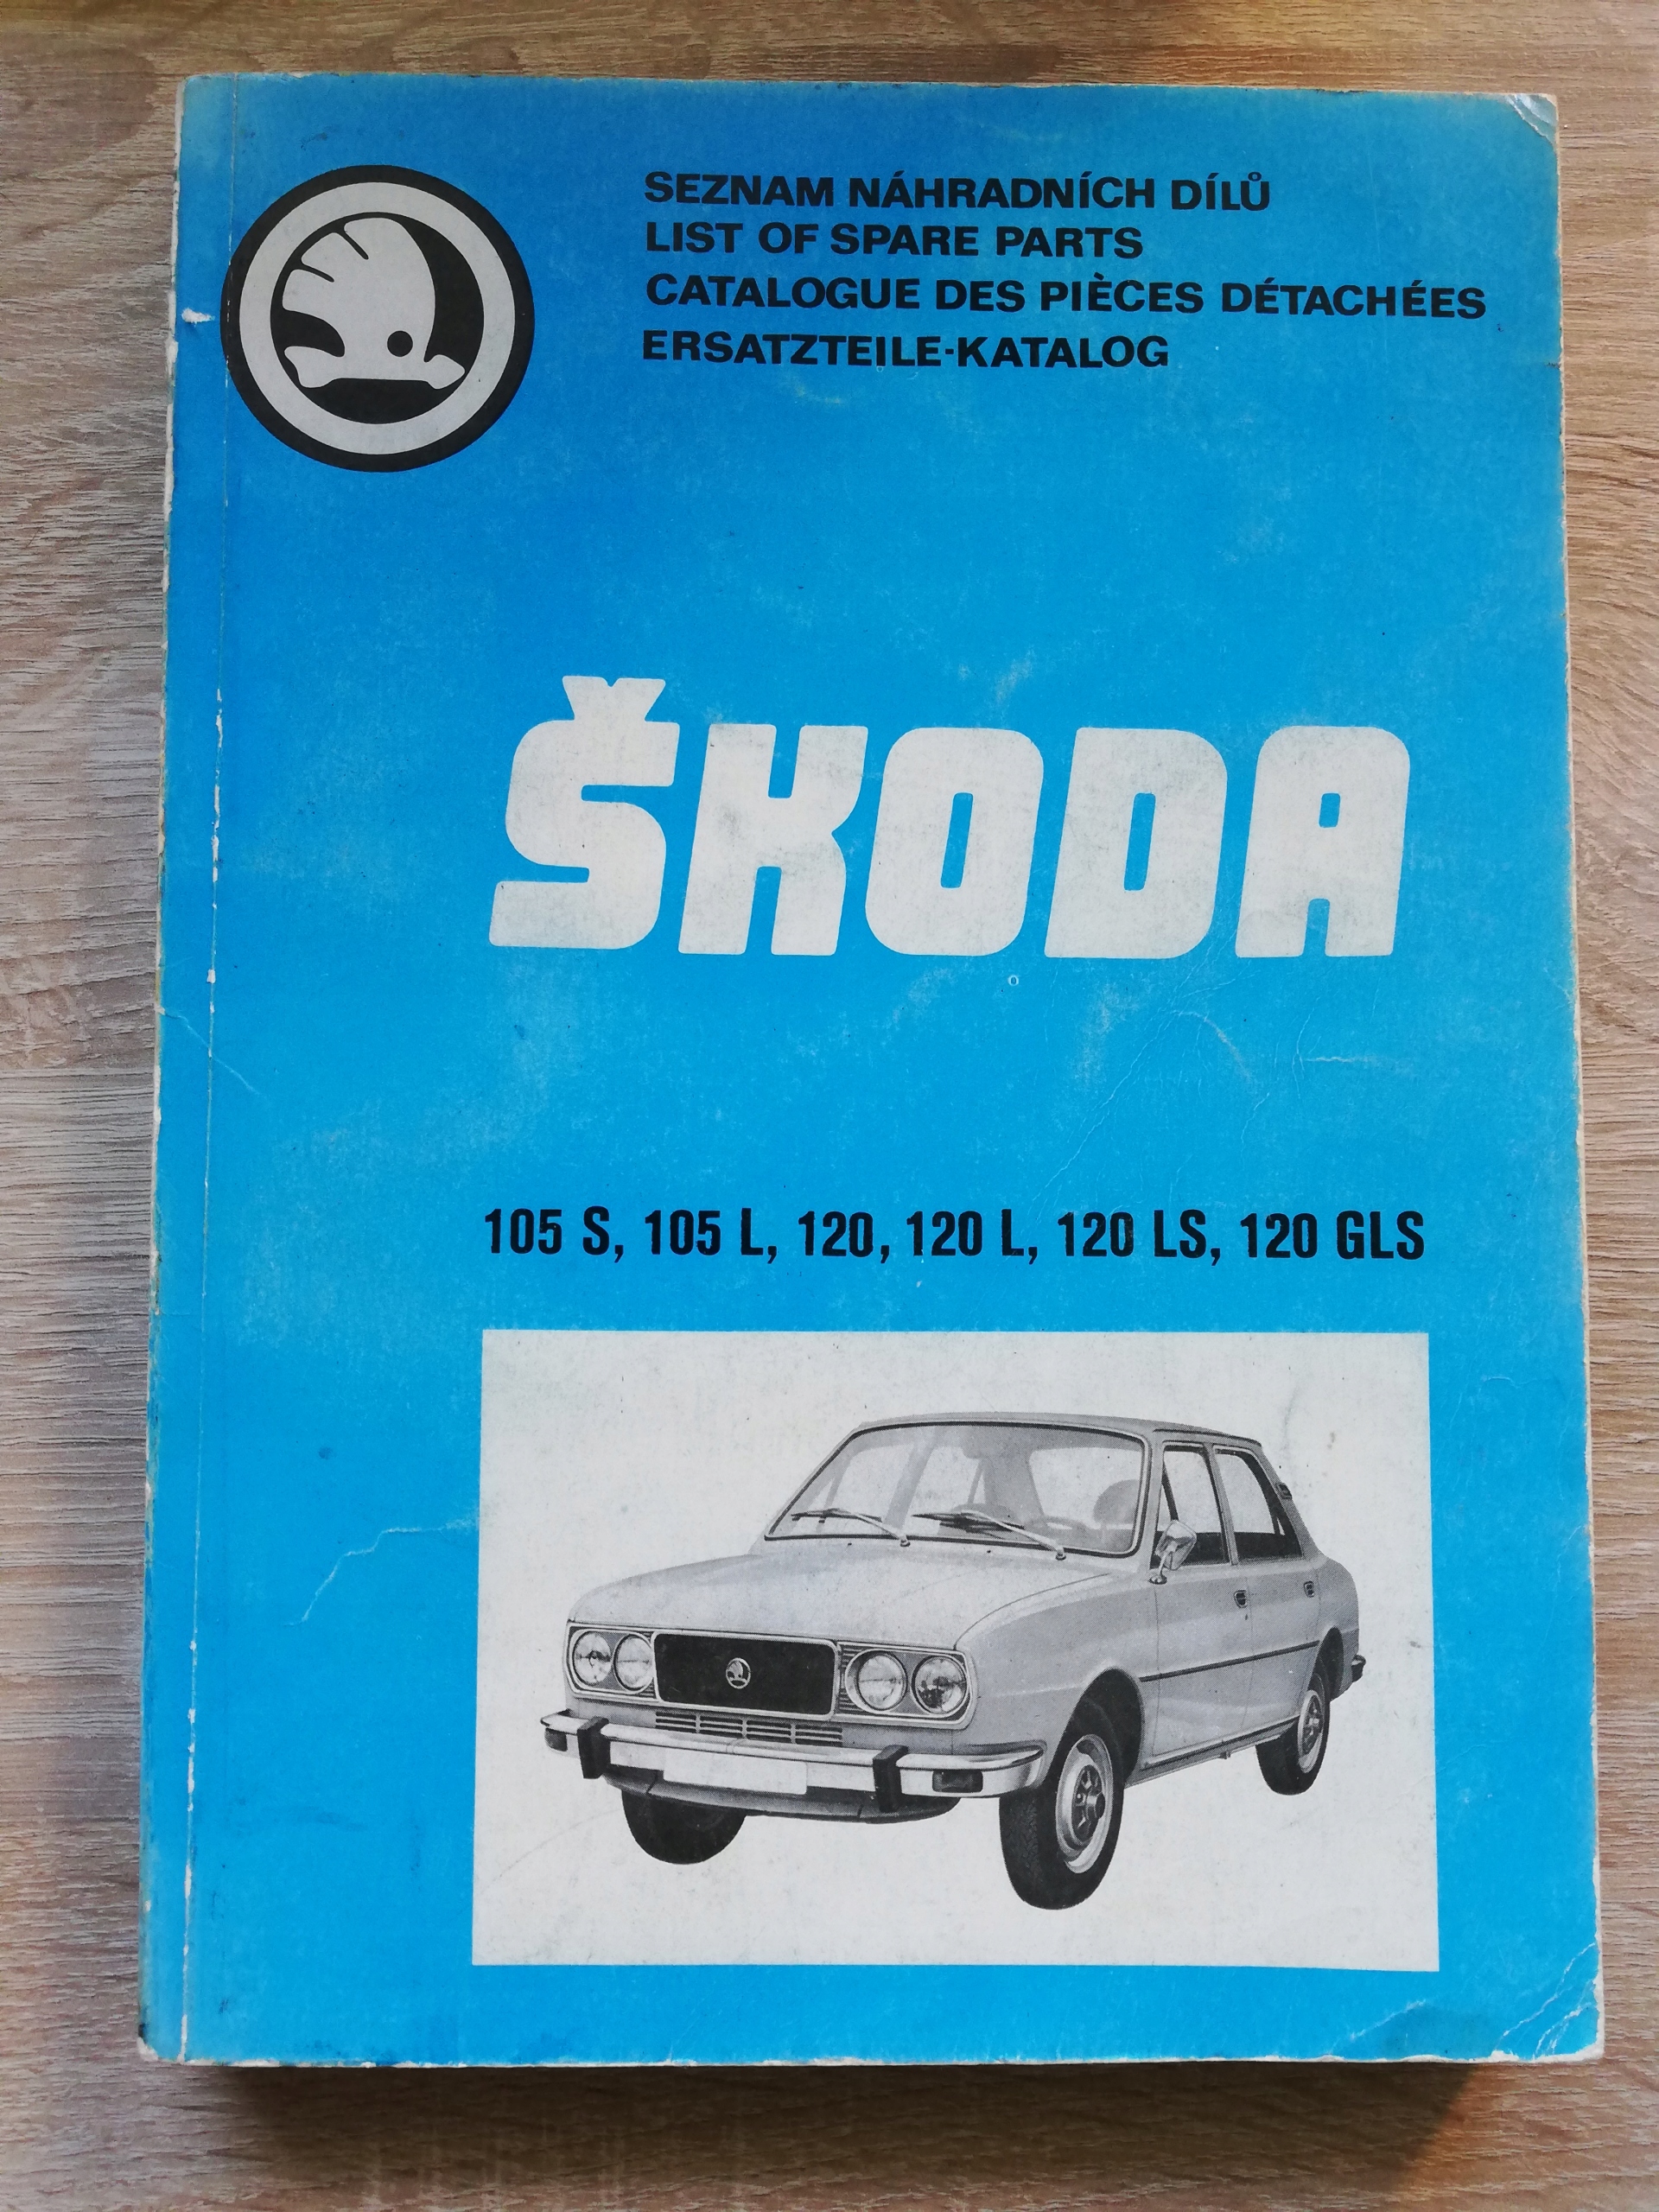 SEZNAM NÁHRADNÍCH DÍLŮ
LIST OF SPARE PARTS
CATALOGUE DES PIÈCES DÉTACHÉES
ERSATZTEILE-KATALOG
ŠKODA
105 S, 105 L, 120, 120 L, 120 LS, 120 GLS